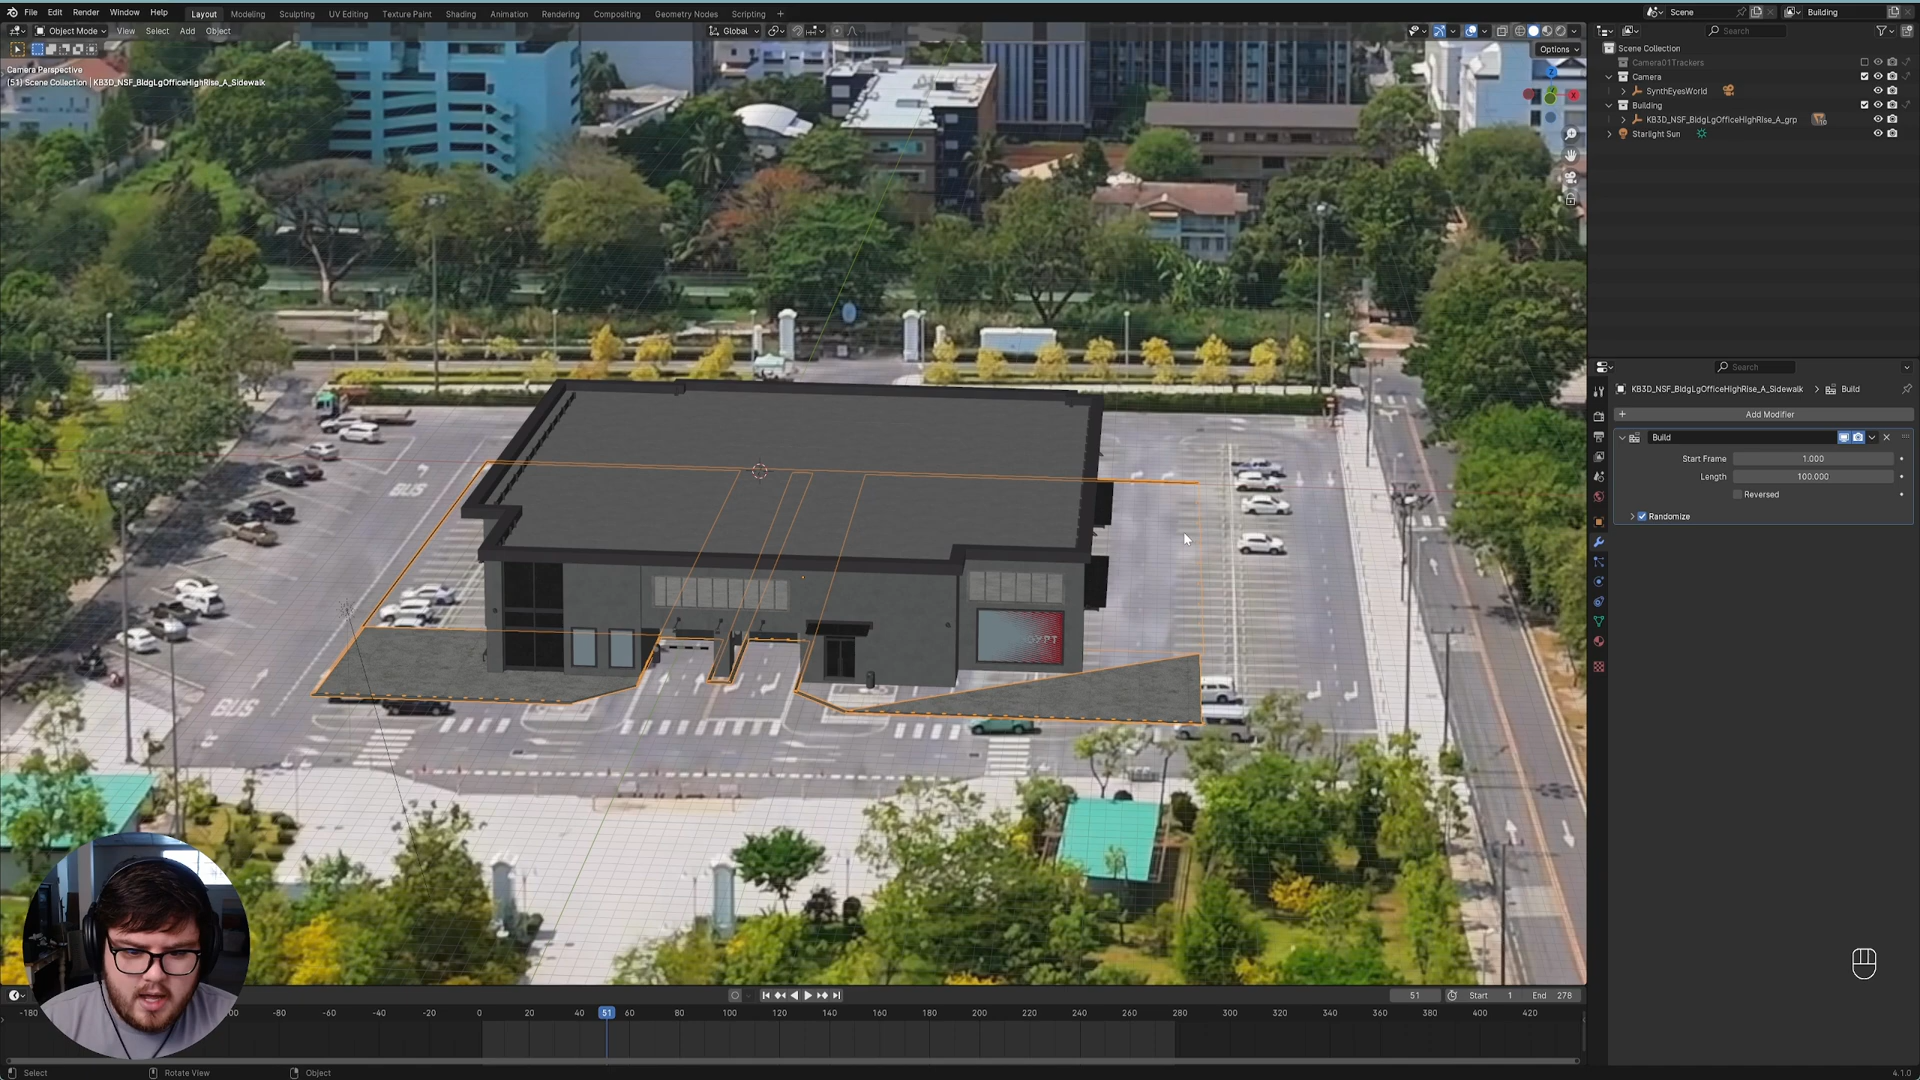 File Edit Render Window Help
Layout Modeling Sculpting UV Editing Texture Paint Shading Animation Rendering Compositing Geometry Nodes Scripting +
Scene
Building
Object Mode View Select Add Object
Global
Options
Camera Perspective
(51) Scene Collection | KB3D_NSF_BldgLgOfficeHighRise_A_Sidewalk
Z
X
Search
Scene Collection
Camera01Trackers
Camera
SynthEyesWorld
Building
KB3D_NSF_BldgLgOfficeHighRise_A_grp
10
Starlight Sun
Search
KB3D_NSF_BldgLgOfficeHighRise_A_Sidewalk > Build
+ Add Modifier
Build
Start Frame 1.000
Length 100.000
Reversed
Randomize
BUS
BUS
51
Start 1
End 278
-180 -80 -60 -40 -20 0 20 40 51 60 80 100 120 140 160 180 200 220 240 260 280 300 320 340 360 380 400 420
Select Rotate View Object
4.1.0